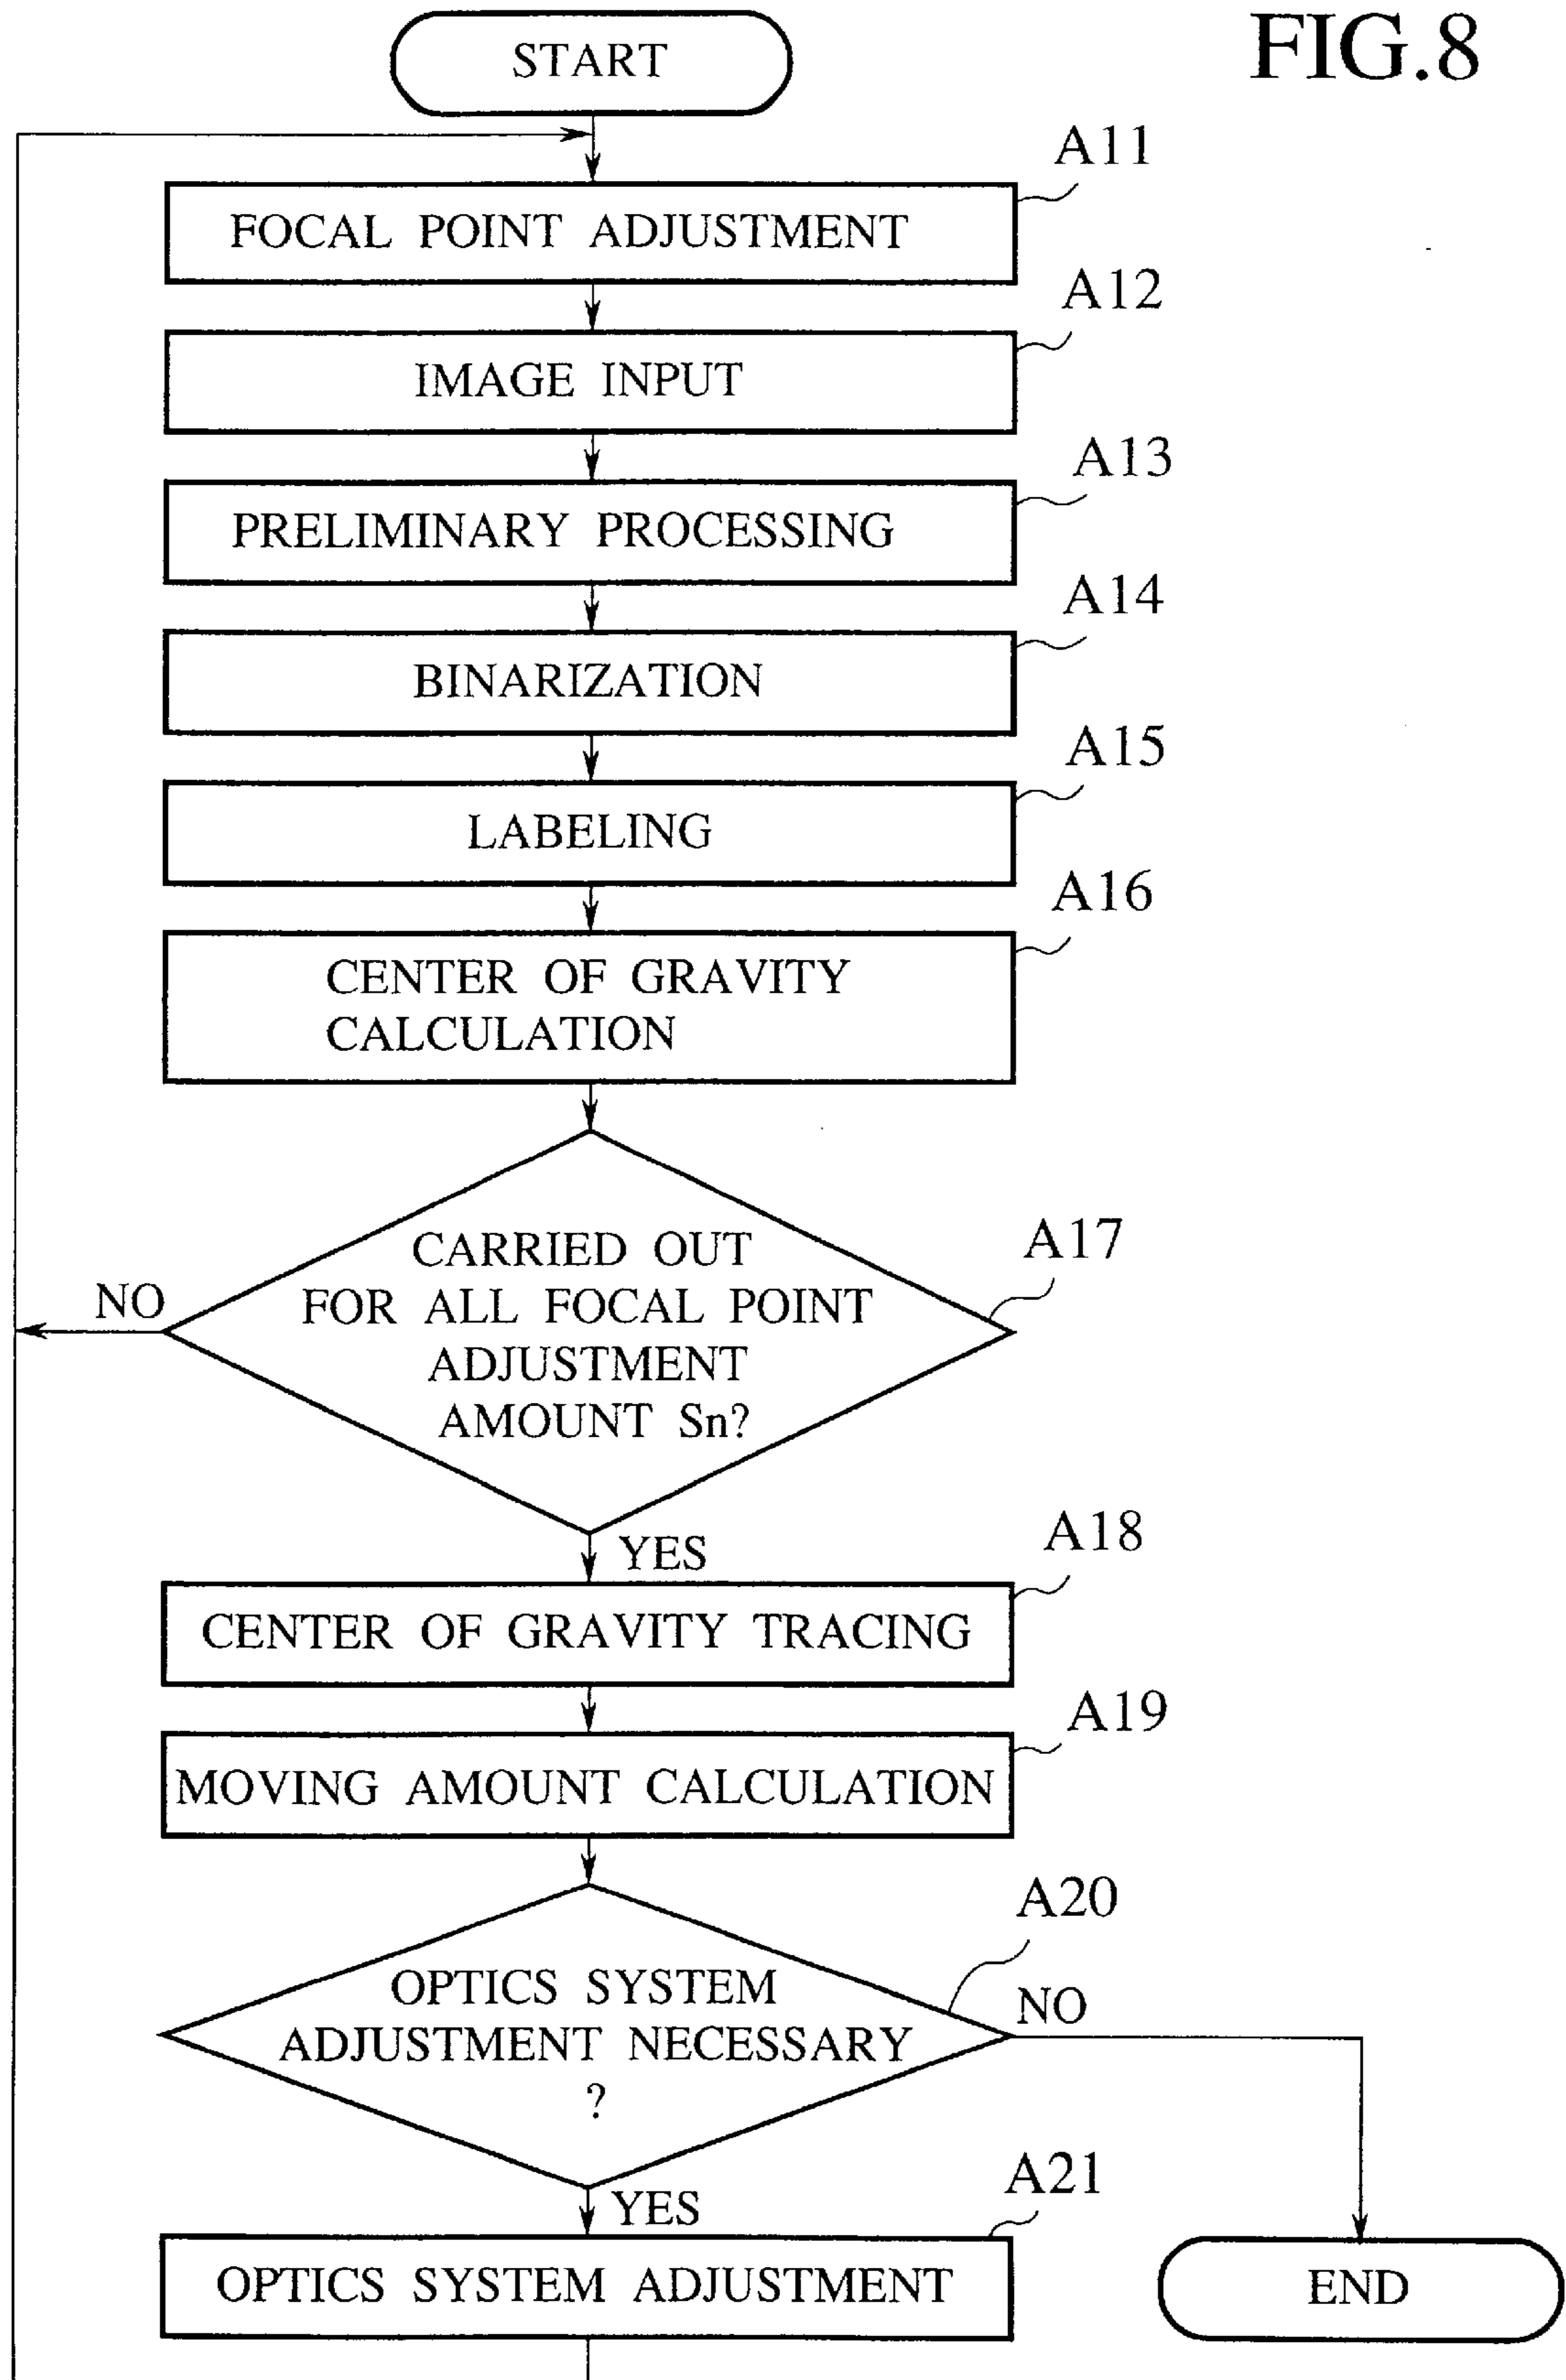 FIG.8
START
A11
FOCAL POINT ADJUSTMENT
A12
IMAGE INPUT
A13
PRELIMINARY PROCESSING
A14
BINARIZATION
A15
LABELING
A16
CENTER OF GRAVITY
CALCULATION
A17
CARRIED OUT
FOR ALL FOCAL POINT
ADJUSTMENT
AMOUNT Sn?
NO
YES
A18
CENTER OF GRAVITY TRACING
A19
MOVING AMOUNT CALCULATION
A20
OPTICS SYSTEM
ADJUSTMENT NECESSARY
?
NO
YES
A21
OPTICS SYSTEM ADJUSTMENT
END